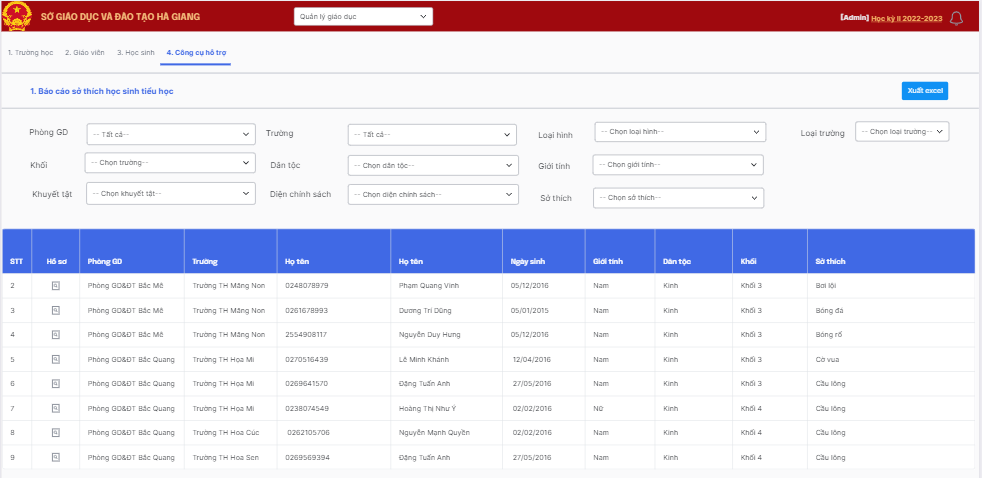 SỞ GIÁO DỤC VÀ ĐÀO TẠO HÀ GIANG
Quản lý giáo dục
[Admin] Học kỳ II 2022-2023
1. Trường học 2. Giáo viên 3. Học sinh 4. Công cụ hỗ trợ
1. Báo cáo sở thích học sinh tiểu học
Xuất excel
Phòng GD -- Tất cả-- Trường -- Tất cả-- Loại hình -- Chọn loại hình-- Loại trường -- Chọn loại trường--
Khối -- Chọn trường-- Dân tộc -- Chọn dân tộc-- Giới tính -- Chọn giới tính--
Khuyết tật -- Chọn khuyết tật-- Diện chính sách -- Chọn diện chính sách-- Sở thích -- Chọn sở thích--
STT Hồ sơ Phòng GD Trường Họ tên Họ tên Ngày sinh Giới tính Dân tộc Khối Sở thích
2 Phòng GD&ĐT Bắc Mê Trường TH Măng Non 0248078979 Phạm Quang Vinh 05/12/2016 Nam Kinh Khối 3 Bơi lội
3 Phòng GD&ĐT Bắc Mê Trường TH Măng Non 0261678993 Dương Trí Dũng 05/01/2015 Nam Kinh Khối 3 Bóng đá
4 Phòng GD&ĐT Bắc Mê Trường TH Măng Non 2554908117 Nguyễn Duy Hưng 05/12/2016 Nam Kinh Khối 3 Bóng rổ
5 Phòng GD&ĐT Bắc Quang Trường TH Họa Mi 0270516439 Lê Minh Khánh 12/04/2016 Nam Kinh Khối 3 Cờ vua
6 Phòng GD&ĐT Bắc Quang Trường TH Họa Mi 0269641570 Đặng Tuấn Anh 27/05/2016 Nam Kinh Khối 3 Cầu lông
7 Phòng GD&ĐT Bắc Quang Trường TH Họa Mi 0238074549 Hoàng Thị Như Ý 02/02/2016 Nữ Kinh Khối 4 Cầu lông
8 Phòng GD&ĐT Bắc Quang Trường TH Hoa Cúc 0262105706 Nguyễn Mạnh Quyền 02/02/2016 Nam Kinh Khối 4 Cầu lông
9 Phòng GD&ĐT Bắc Quang Trường TH Hoa Sen 0269569394 Đặng Tuấn Anh 27/05/2016 Nam Kinh Khối 4 Cầu lông